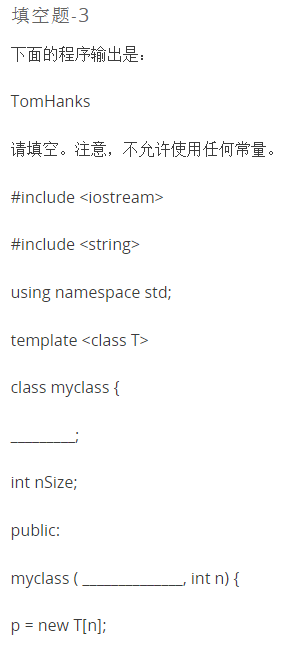 填空题-3
下面的程序输出是：
TomHanks
请填空。注意，不允许使用任何常量。
#include <iostream>
#include <string>
using namespace std;
template <class T>
class myclass {
_________;
int nSize;
public:
myclass ( ______________, int n) {
p = new T[n];